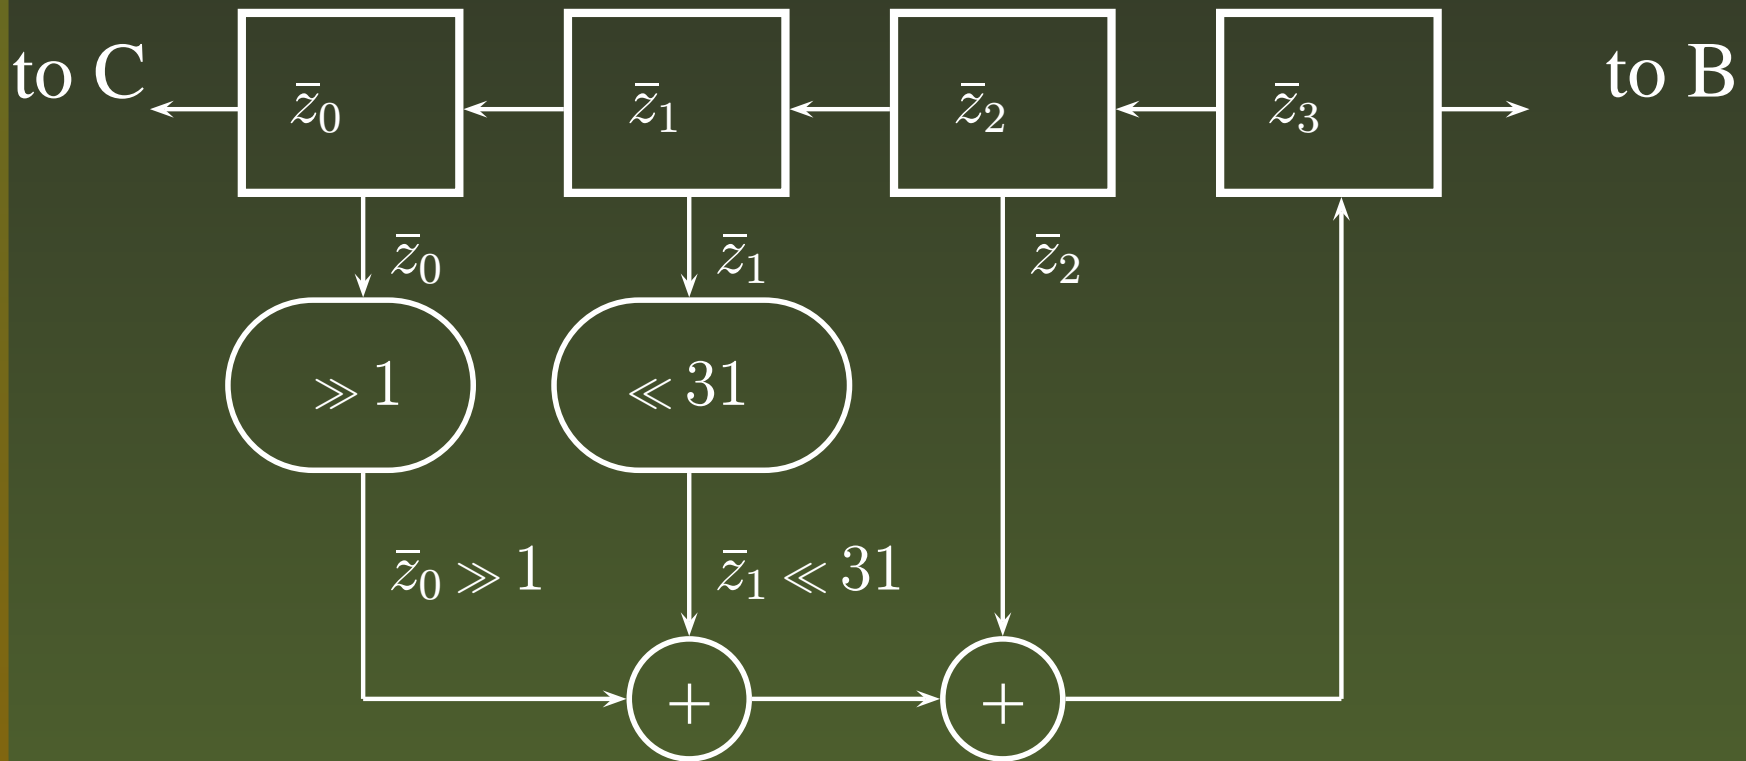 to C z̄₀ z̄₁ z̄₂ z̄₃ to B
z̄₀ z̄₁ z̄₂
≫ 1 ≪ 31
z̄₀ ≫ 1 z̄₁ ≪ 31
+ +